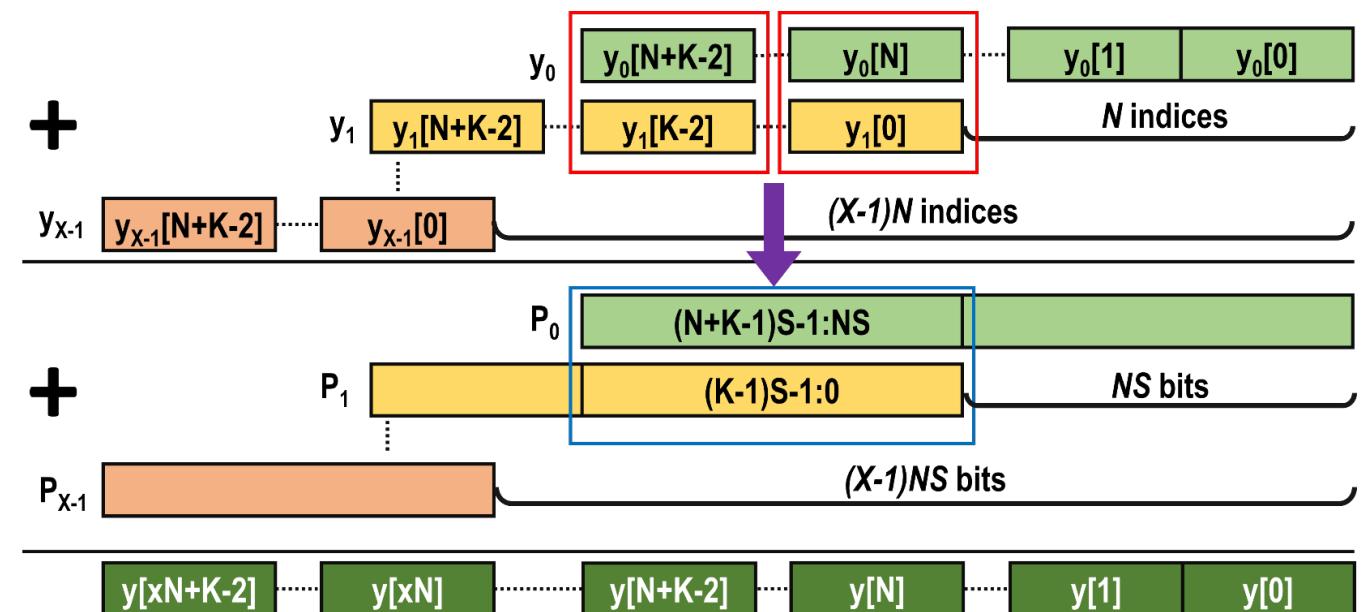 y0 y0[N+K-2] y0[N] y0[1] y0[0]
+ y1 y1[N+K-2] y1[K-2] y1[0] N indices
yX-1 yX-1[N+K-2] yX-1[0] (X-1)N indices
P0 (N+K-1)S-1:NS
+ P1 (K-1)S-1:0 NS bits
PX-1 (X-1)NS bits
y[xN+K-2] y[xN] y[N+K-2] y[N] y[1] y[0]